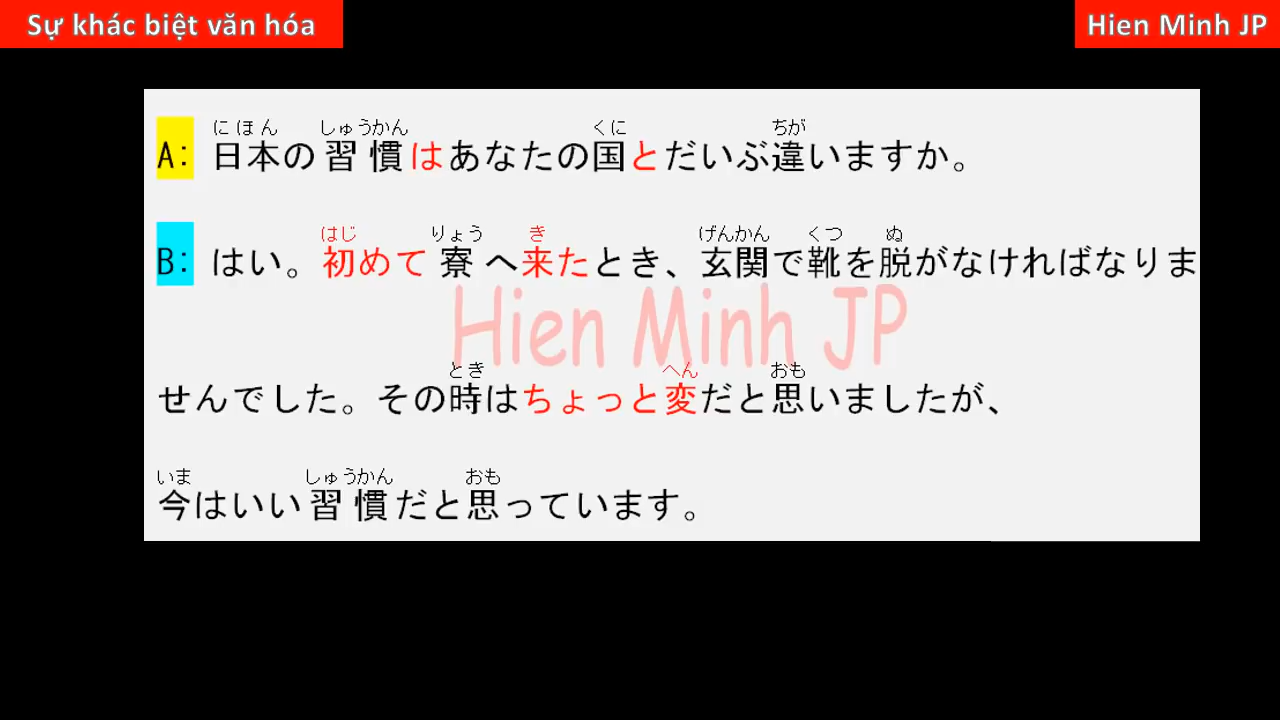 Sự khác biệt văn hóa
Hien Minh JP
にほん しゅうかん くに ちが
A: 日本の習慣はあなたの国とだいぶ違いますか。
はじ りょう き げんかん くつ ぬ
B: はい。初めて寮へ来たとき、玄関で靴を脱がなければなりま
Hien Minh JP
とき へん おも
せんでした。その時はちょっと変だと思いましたが、
いま しゅうかん おも
今はいい習慣だと思っています。